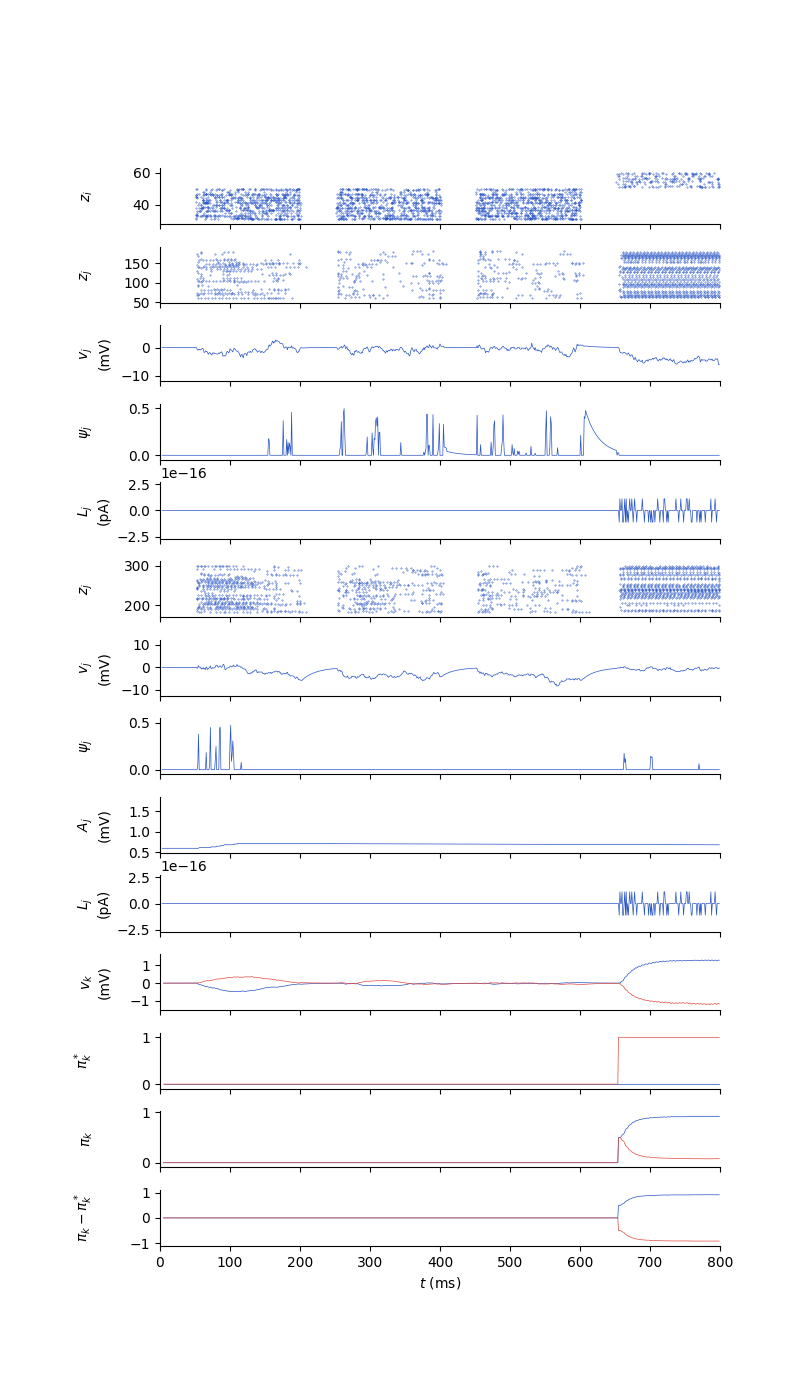 60
40
z_i
150
100
50
z_j
0
−10
v_j
(mV)
0.5
0.0
ψ_j
1e−16
2.5
0.0
−2.5
L_j
(pA)
300
200
z_j
10
0
−10
v_j
(mV)
0.5
0.0
ψ_j
1.5
1.0
0.5
A_j
(mV)
1e−16
2.5
0.0
−2.5
L_j
(pA)
1
0
−1
v_k
(mV)
1
0
π_k^*
1
0
π_k
1
0
−1
π_k − π_k^*
0 100 200 300 400 500 600 700 800
t (ms)